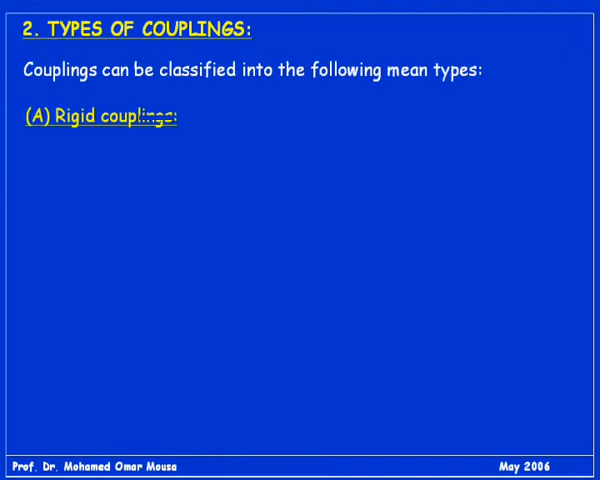 2. TYPES OF COUPLINGS:
Couplings can be classified into the following mean types:
(A) Rigid couplings:
Prof. Dr. Mohamed Omar Mousa
May 2006